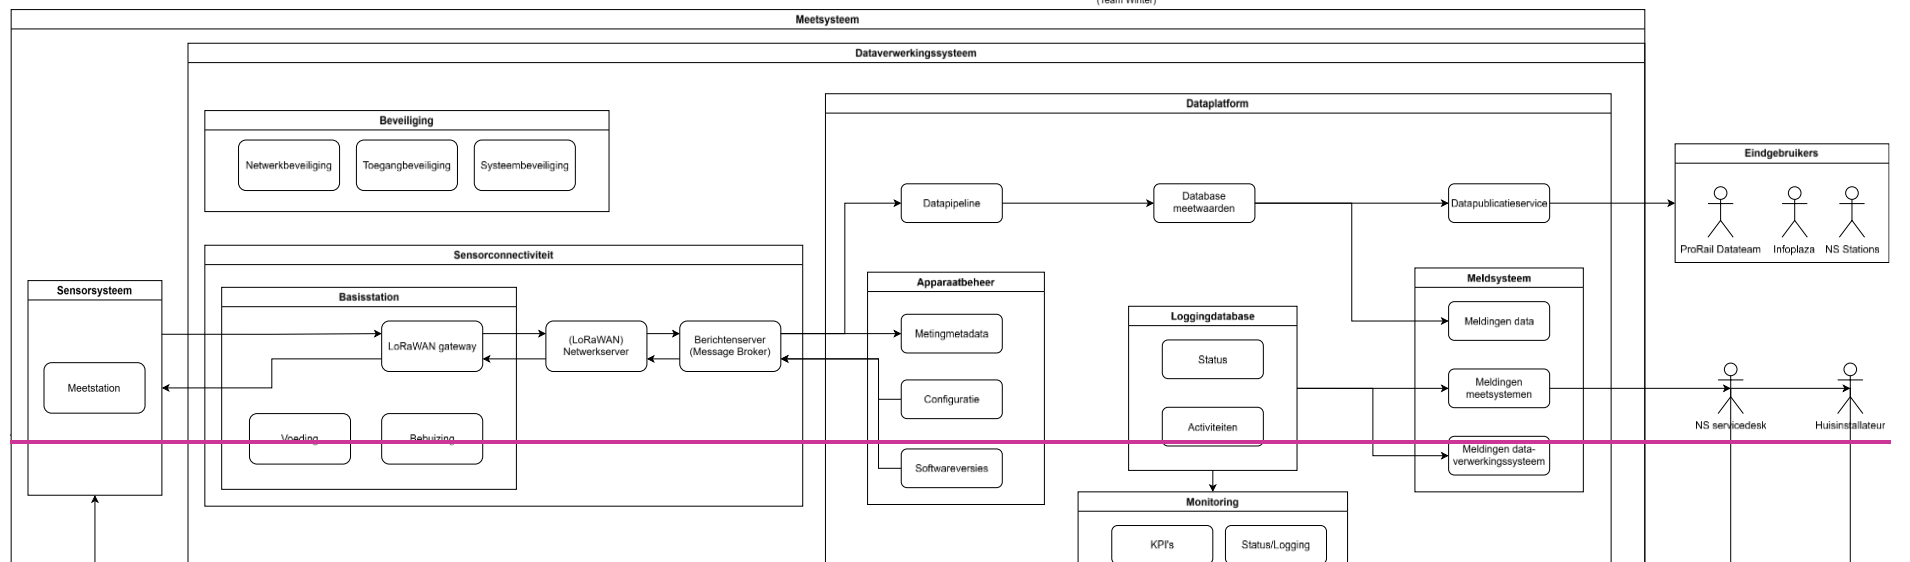 (Team Winter)
Meetsysteem
Dataverwerkingssysteem
Dataplatform
Beveiliging
Netwerkbeveiliging
Toegangbeveiliging
Systeembeveiliging
Eindgebruikers
ProRail Datateam
Infoplaza
NS Stations
Datapipeline
Database
meetwaarden
Datapublicatieservice
Sensorconnectiviteit
Sensorsysteem
Meetstation
Basisstation
LoRaWAN gateway
Voeding
Behuizing
(LoRaWAN)
Netwerkserver
Berichtenserver
(Message Broker)
Apparaatbeheer
Metingmetadata
Configuratie
Softwareversies
Loggingdatabase
Status
Activiteiten
Meldsysteem
Meldingen data
Meldingen
meetsystemen
Meldingen data-
verwerkingssysteem
NS servicedesk
Huisinstallateur
Monitoring
KPI's
Status/Logging